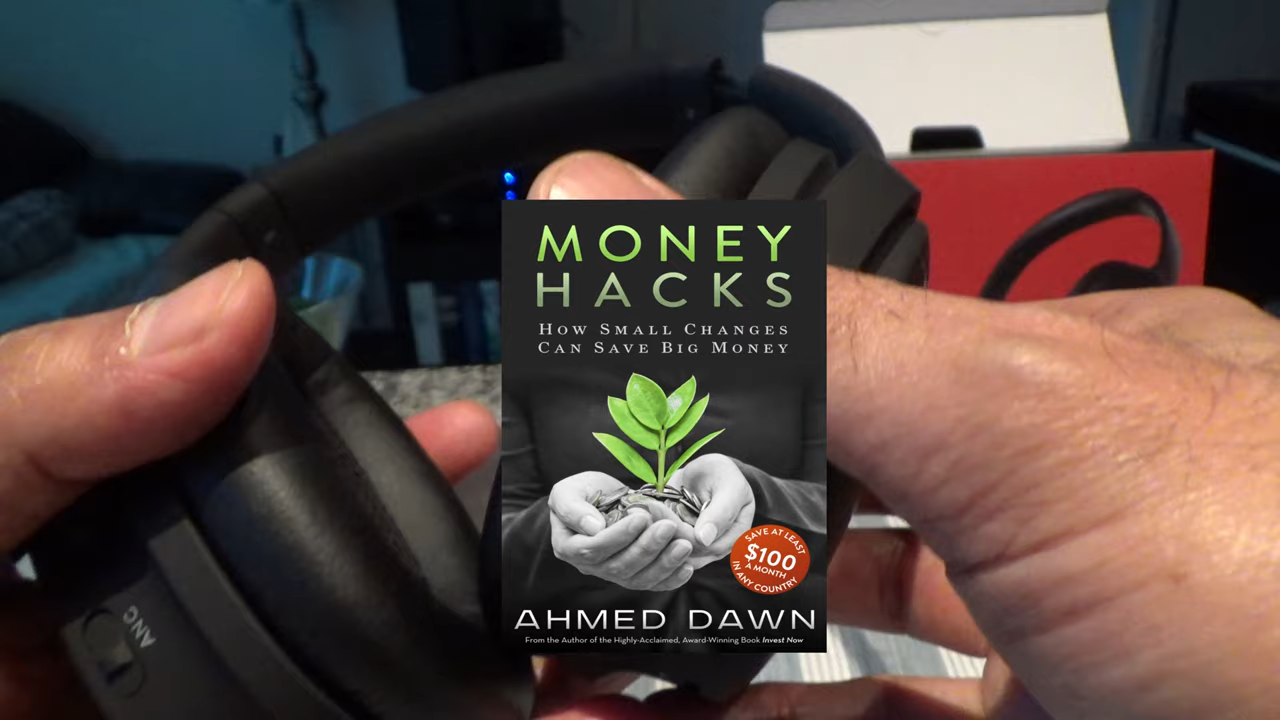 MONEY
HACKS
HOW SMALL CHANGES
CAN SAVE BIG MONEY
SAVE AT LEAST
$100
A MONTH
IN ANY COUNTRY
AHMED DAWN
From the Author of the Highly-Acclaimed, Award-Winning Book Invest Now
ANC